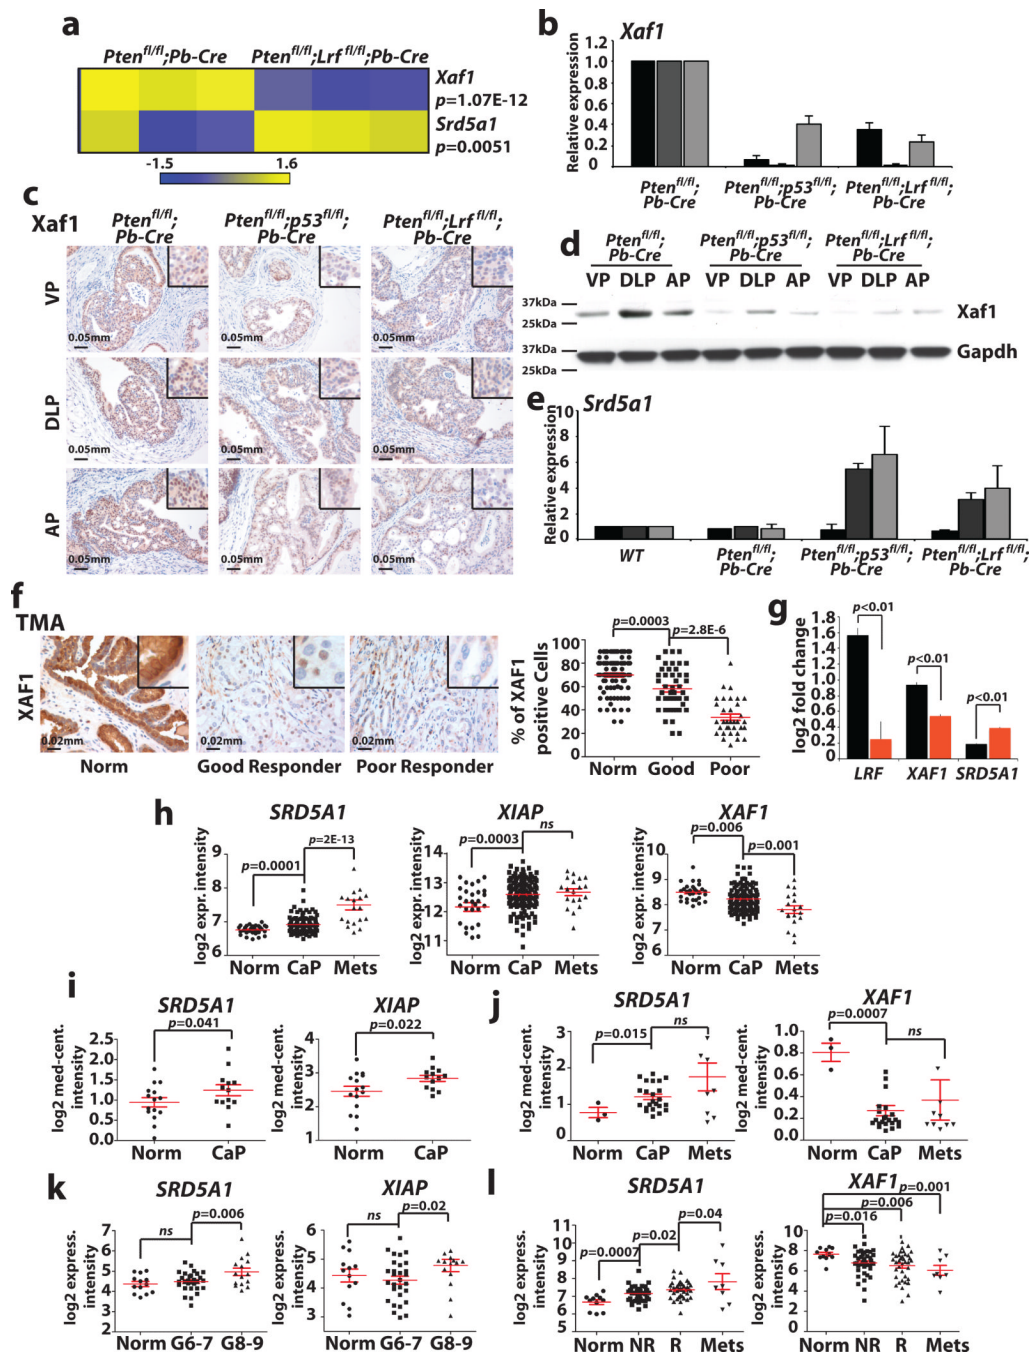 a
Pten^fl/fl;Pb-Cre Pten^fl/fl;Lrf^fl/fl;Pb-Cre
Xaf1
p=1.07E-12
Srd5a1
p=0.0051
-1.5 1.6
b
Xaf1
Relative expression
1.2
1.0
0.8
0.6
0.4
0.2
0
Pten^fl/fl; Pten^fl/fl;p53^fl/fl; Pten^fl/fl;Lrf^fl/fl;
Pb-Cre Pb-Cre Pb-Cre
c
Xaf1
Pten^fl/fl; Pten^fl/fl;p53^fl/fl; Pten^fl/fl;Lrf^fl/fl;
Pb-Cre Pb-Cre Pb-Cre
VP
0.05mm 0.05mm 0.05mm
DLP
0.05mm 0.05mm 0.05mm
AP
0.05mm 0.05mm 0.05mm
d
Pten^fl/fl; Pten^fl/fl;p53^fl/fl; Pten^fl/fl;Lrf^fl/fl;
Pb-Cre Pb-Cre Pb-Cre
VP DLP AP VP DLP AP VP DLP AP
37kDa
25kDa
Xaf1
37kDa
25kDa
Gapdh
e
Srd5a1
Relative expression
10
8
6
4
2
0
WT Pten^fl/fl; Pten^fl/fl;p53^fl/fl; Pten^fl/fl;Lrf^fl/fl;
Pb-Cre Pb-Cre Pb-Cre
f
TMA
XAF1
0.02mm 0.02mm 0.02mm
Norm Good Responder Poor Responder
% of XAF1
positive Cells
100
80
60
40
20
0
p=0.0003
p=2.8E-6
Norm Good Poor
g
log2 fold change
1.8
1.6
1.2
0.8
0.4
0
p<0.01
p<0.01
p<0.01
LRF XAF1 SRD5A1
h
SRD5A1
log2 expr. intensity
9
8
7
6
p=0.0001
p=2E-13
Norm CaP Mets
XIAP
log2 expr. intensity
14
13
12
11
p=0.0003
ns
Norm CaP Mets
XAF1
log2 expr. intensity
10
9
8
7
6
p=0.006
p=0.001
Norm CaP Mets
i
SRD5A1
log2 med-cent.
intensity
2.5
2.0
1.5
1.0
0.5
0.0
p=0.041
Norm CaP
XIAP
4
3
2
1
p=0.022
Norm CaP
j
SRD5A1
log2 med-cent.
intensity
3
2
1
0
p=0.015
ns
Norm CaP Mets
XAF1
1.0
0.8
0.6
0.4
0.2
0.0
p=0.0007
ns
Norm CaP Mets
k
SRD5A1
log2 express.
intensity
7
6
5
4
3
2
ns
p=0.006
Norm G6-7 G8-9
XIAP
6
5
4
3
ns
p=0.02
Norm G6-7 G8-9
l
SRD5A1
log2 express.
intensity
11
10
9
8
7
6
5
p=0.0007
p=0.02
p=0.04
Norm NR R Mets
XAF1
10
8
6
4
2
0
p=0.001
p=0.006
p=0.016
Norm NR R Mets